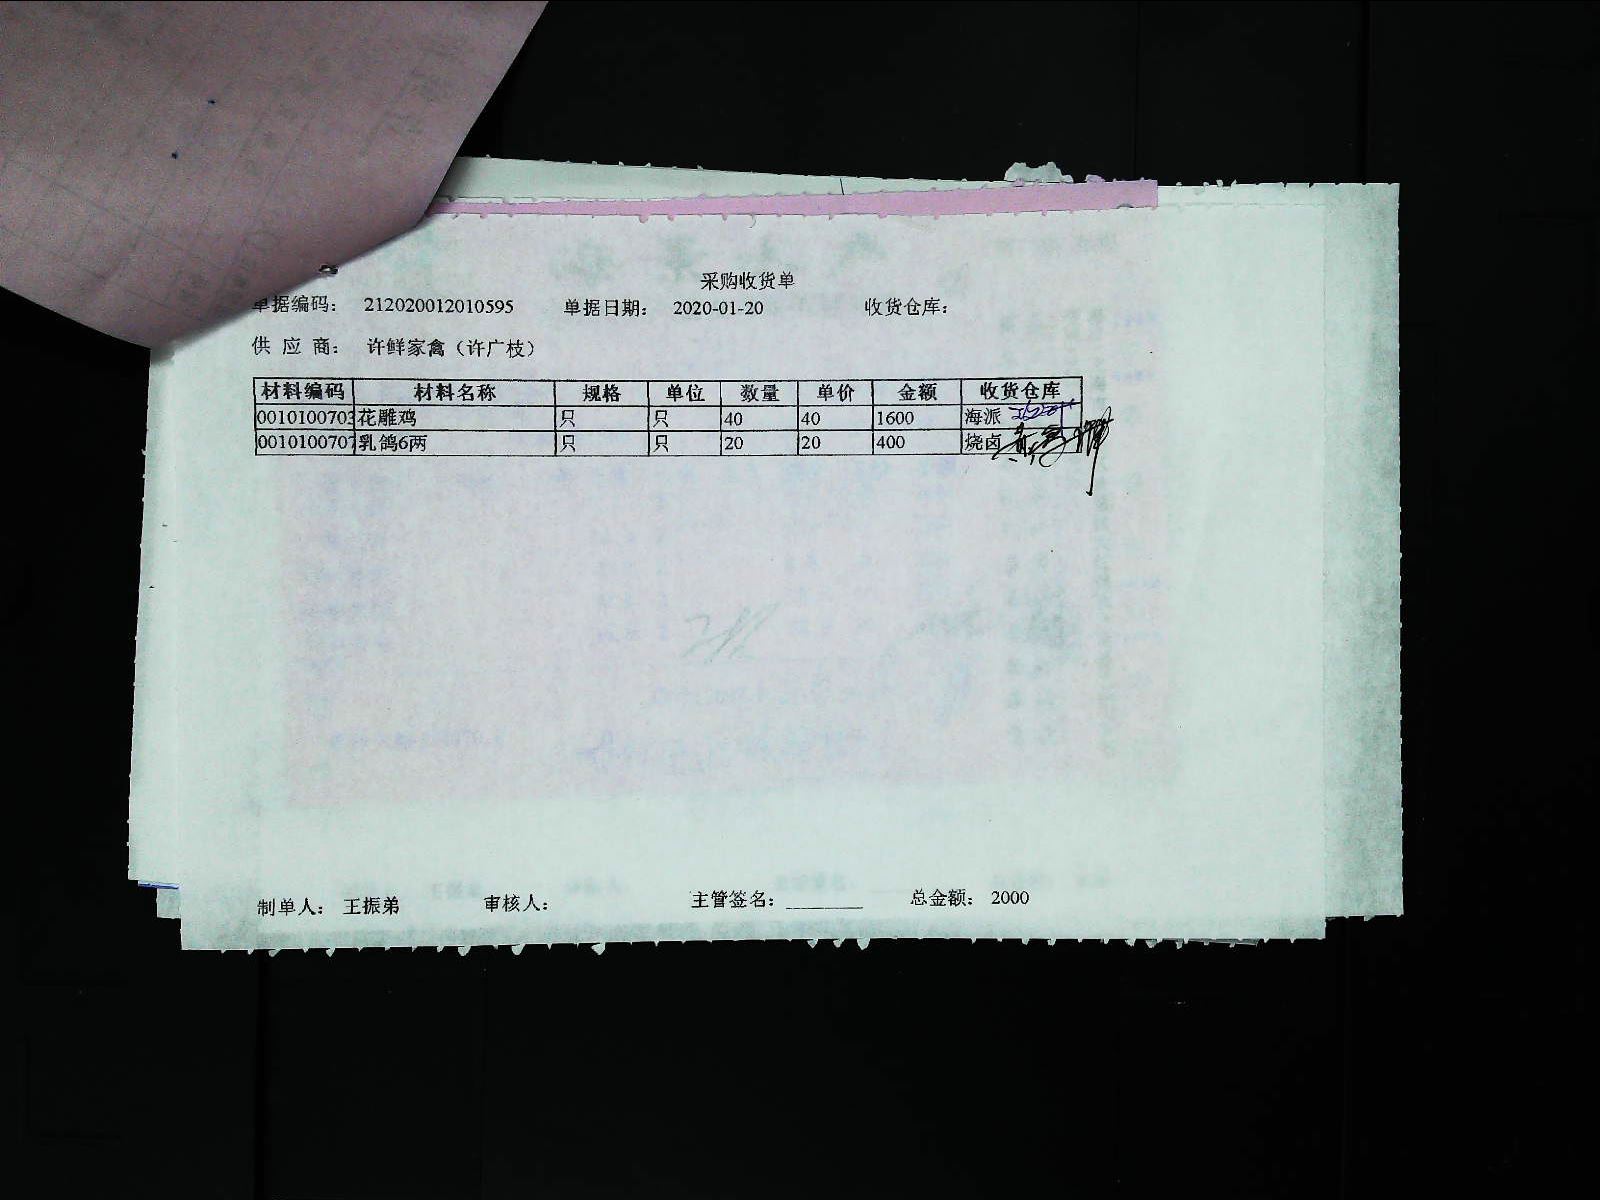 采购收货单
单据编码： 212020012010595 单据日期： 2020-01-20 收货仓库：
供 应 商： 许鲜家禽（许广枝）
材料编码 材料名称 规格 单位 数量 单价 金额 收货仓库
0010100703 花雕鸡 只 只 40 40 1600 海派
0010100707 乳鸽6两 只 只 20 20 400 烧卤
制单人： 王振弟 审核人： 主管签名：________ 总金额： 2000